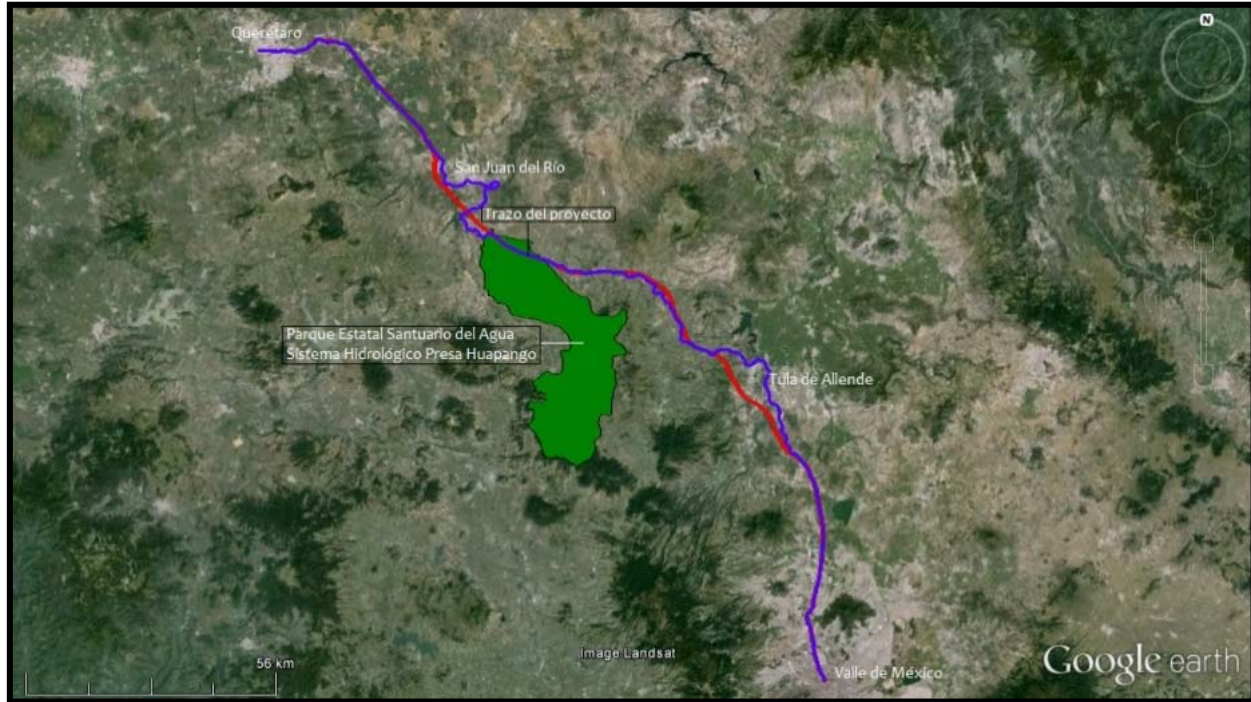 Querétaro
N
San Juan del Río
Trazo del proyecto
Parque Estatal Santuario del Agua
Sistema Hidrológico Presa Huapango
Tula de Allende
56 km
Image Landsat
Google earth
Valle de México